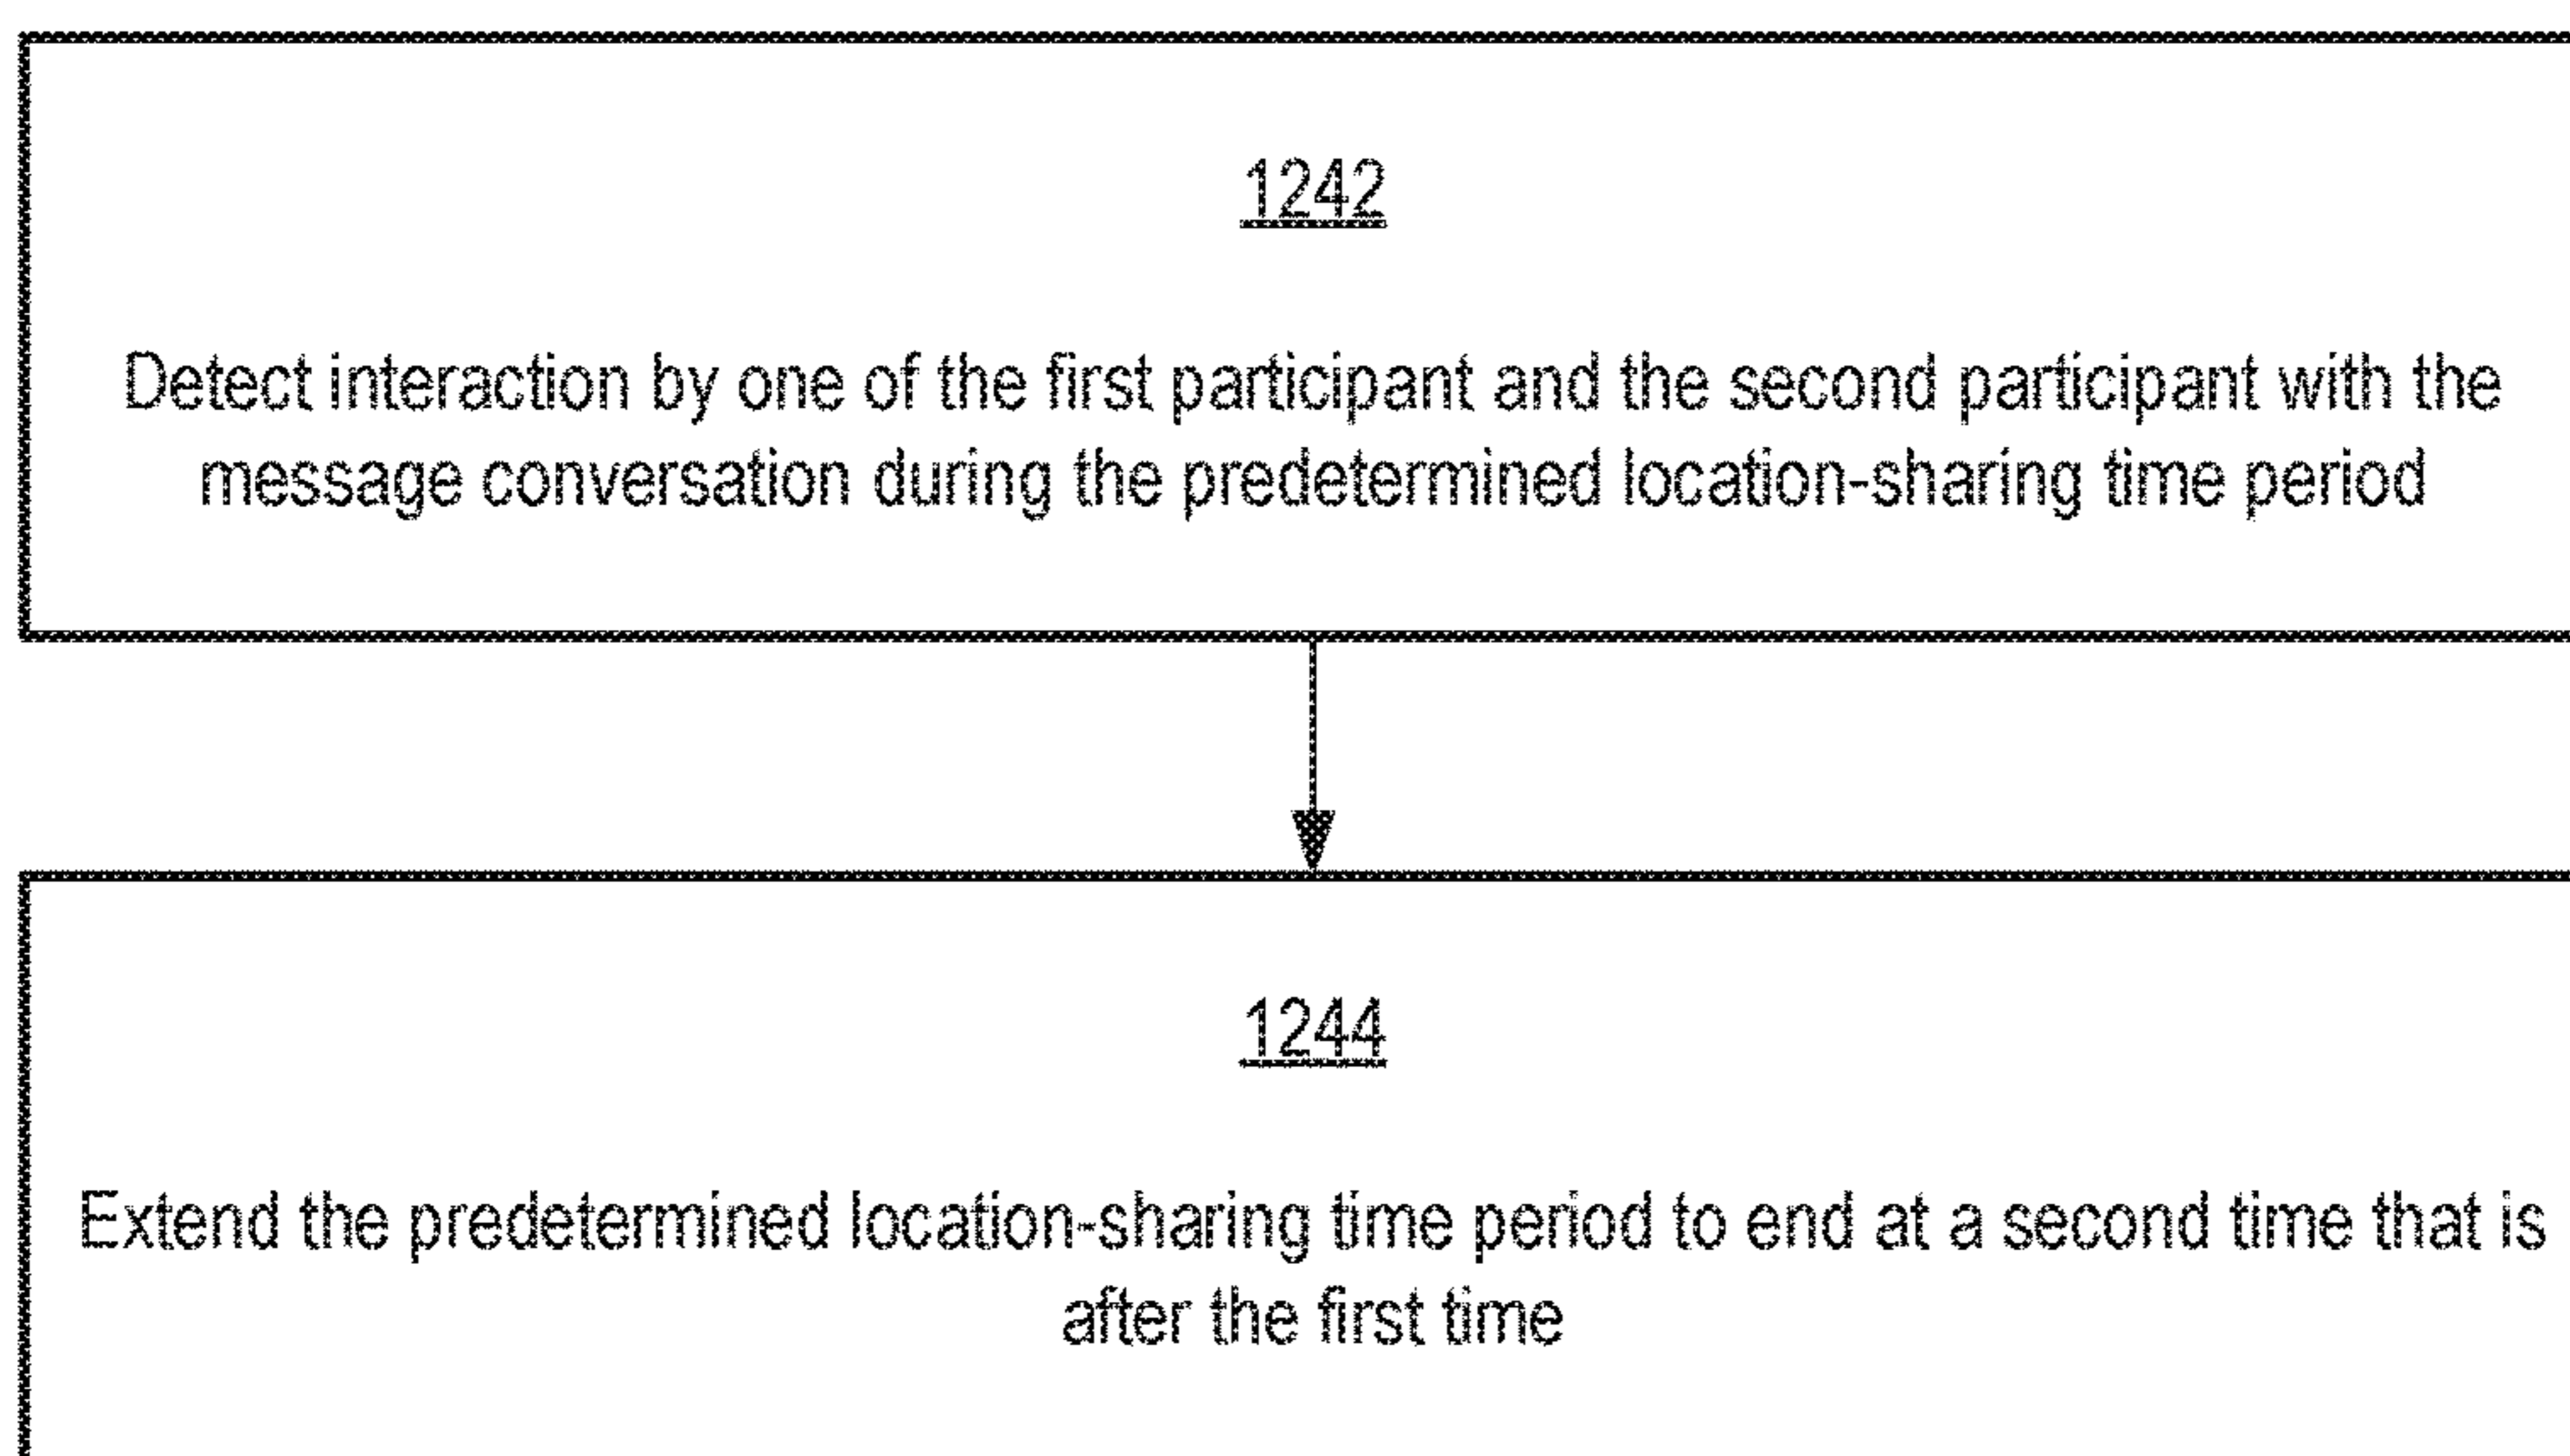 1242
Detect interaction by one of the first participant and the second participant with the
message conversation during the predetermined location-sharing time period
1244
Extend the predetermined location-sharing time period to end at a second time that is
after the first time